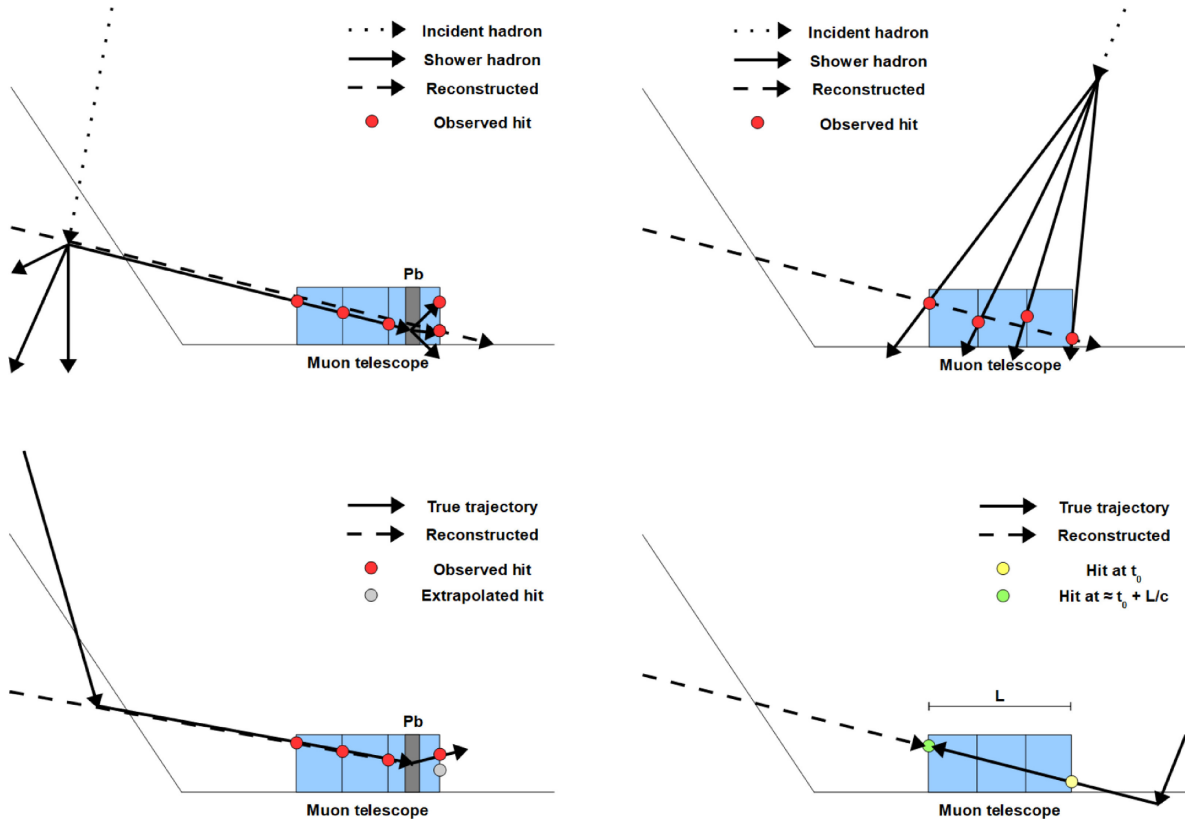 Incident hadron
Shower hadron
Reconstructed
Observed hit
Pb
Muon telescope
Incident hadron
Shower hadron
Reconstructed
Observed hit
Muon telescope
True trajectory
Reconstructed
Observed hit
Extrapolated hit
Pb
Muon telescope
True trajectory
Reconstructed
Hit at t₀
Hit at ≈ t₀ + L/c
L
Muon telescope